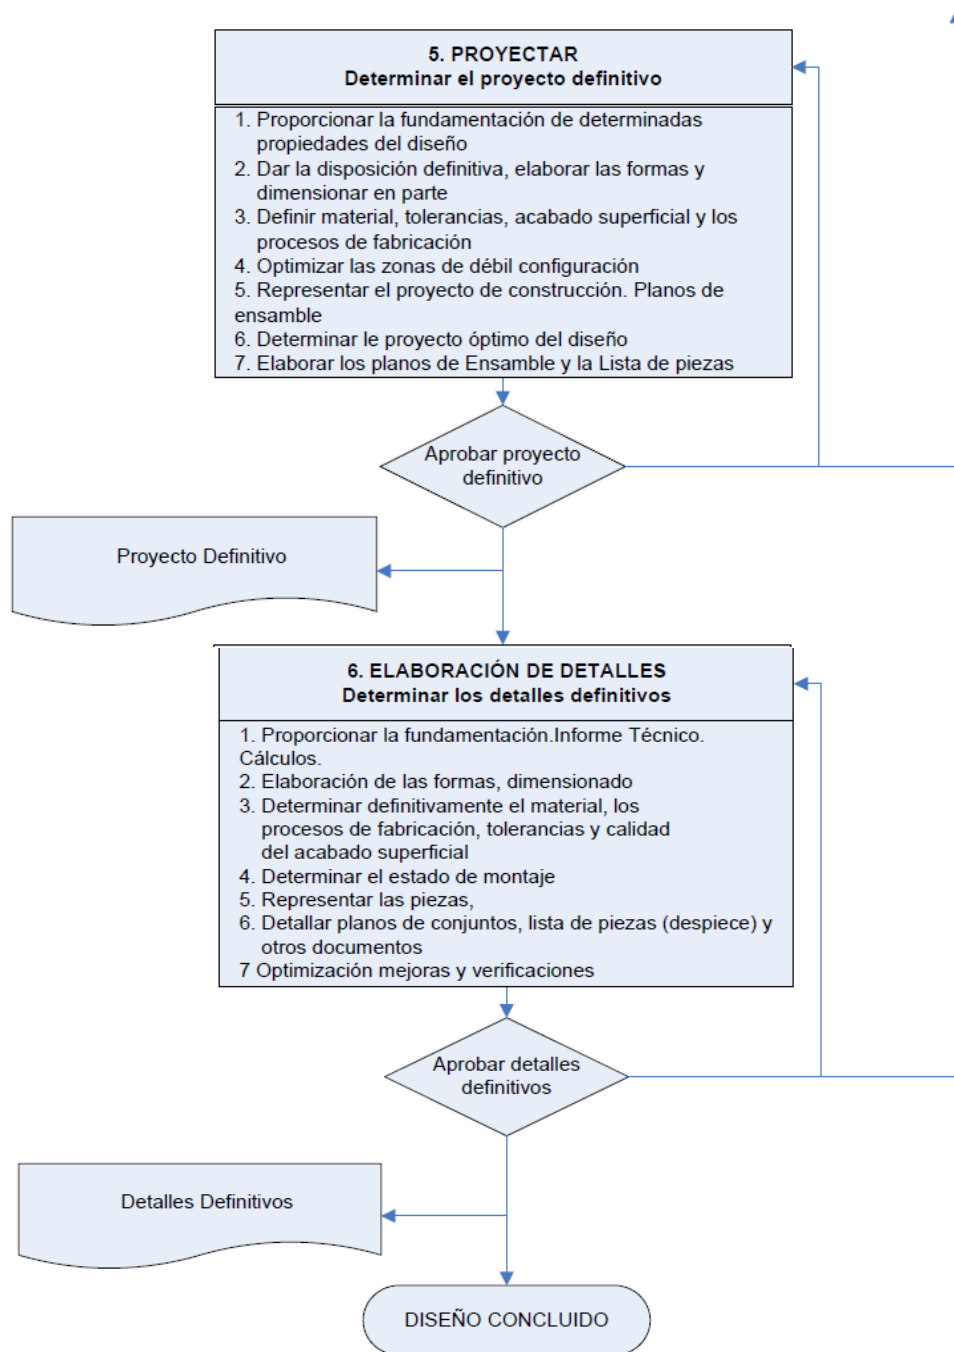 5. PROYECTAR
Determinar el proyecto definitivo
1. Proporcionar la fundamentación de determinadas
propiedades del diseño
2. Dar la disposición definitiva, elaborar las formas y
dimensionar en parte
3. Definir material, tolerancias, acabado superficial y los
procesos de fabricación
4. Optimizar las zonas de débil configuración
5. Representar el proyecto de construcción. Planos de
ensamble
6. Determinar le proyecto óptimo del diseño
7. Elaborar los planos de Ensamble y la Lista de piezas
Aprobar proyecto
definitivo
Proyecto Definitivo
6. ELABORACIÓN DE DETALLES
Determinar los detalles definitivos
1. Proporcionar la fundamentación.Informe Técnico.
Cálculos.
2. Elaboración de las formas, dimensionado
3. Determinar definitivamente el material, los
procesos de fabricación, tolerancias y calidad
del acabado superficial
4. Determinar el estado de montaje
5. Representar las piezas,
6. Detallar planos de conjuntos, lista de piezas (despiece) y
otros documentos
7 Optimización mejoras y verificaciones
Aprobar detalles
definitivos
Detalles Definitivos
DISEÑO CONCLUIDO